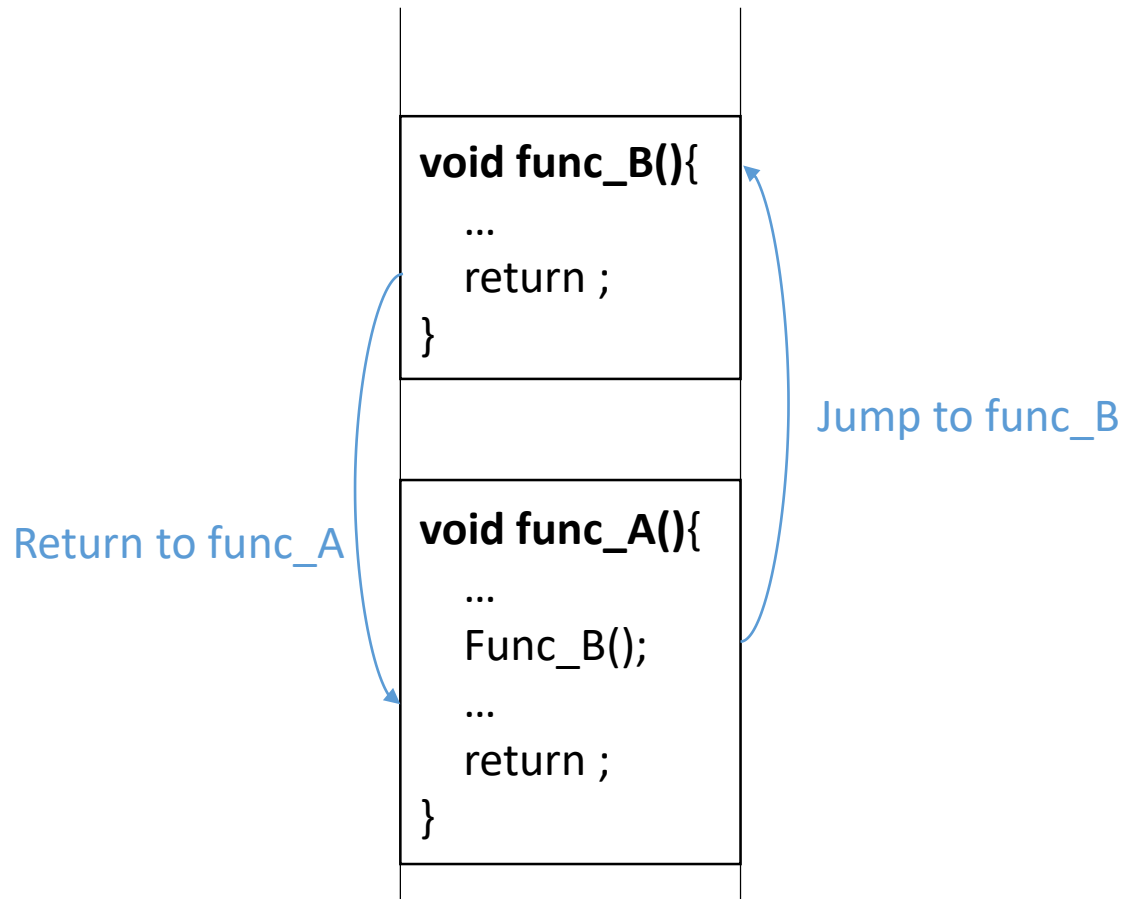 void func_B(){
...
return ;
}
Jump to func_B
void func_A(){
Return to func_A
...
Func_B();
...
return ;
}